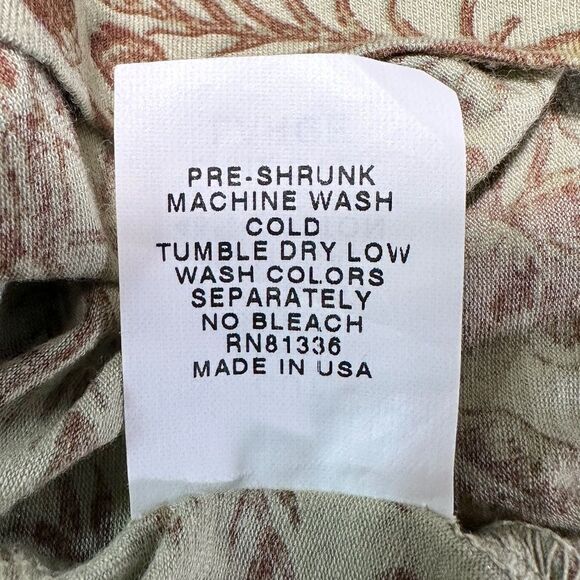 PRE-SHRUNK
MACHINE WASH
COLD
TUMBLE DRY LOW
WASH COLORS
SEPARATELY
NO BLEACH
RN81336
MADE IN USA